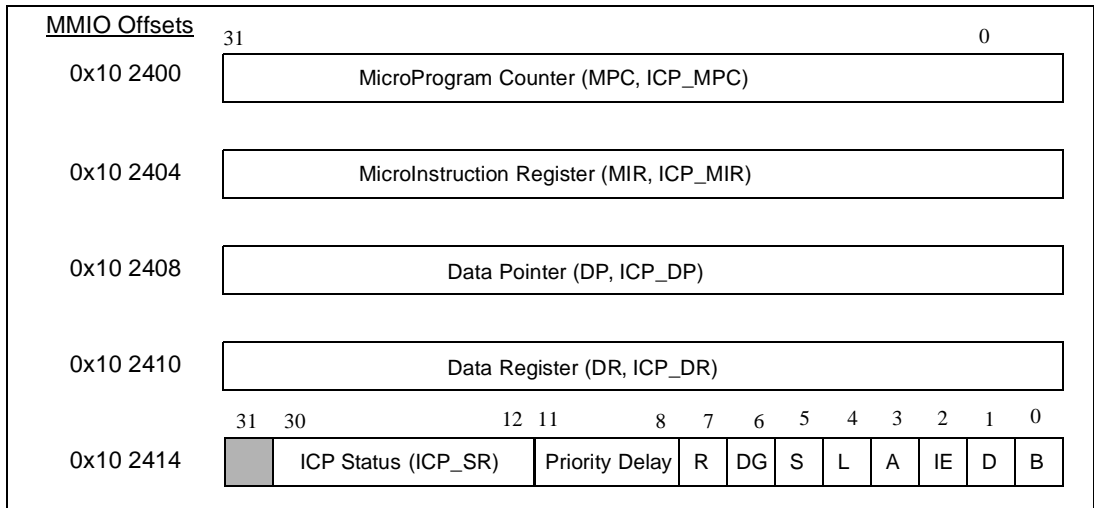 MMIO Offsets
31 0
0x10 2400 MicroProgram Counter (MPC, ICP_MPC)
0x10 2404 MicroInstruction Register (MIR, ICP_MIR)
0x10 2408 Data Pointer (DP, ICP_DP)
0x10 2410 Data Register (DR, ICP_DR)
31 30 12 11 8 7 6 5 4 3 2 1 0
0x10 2414 ICP Status (ICP_SR) Priority Delay R DG S L A IE D B